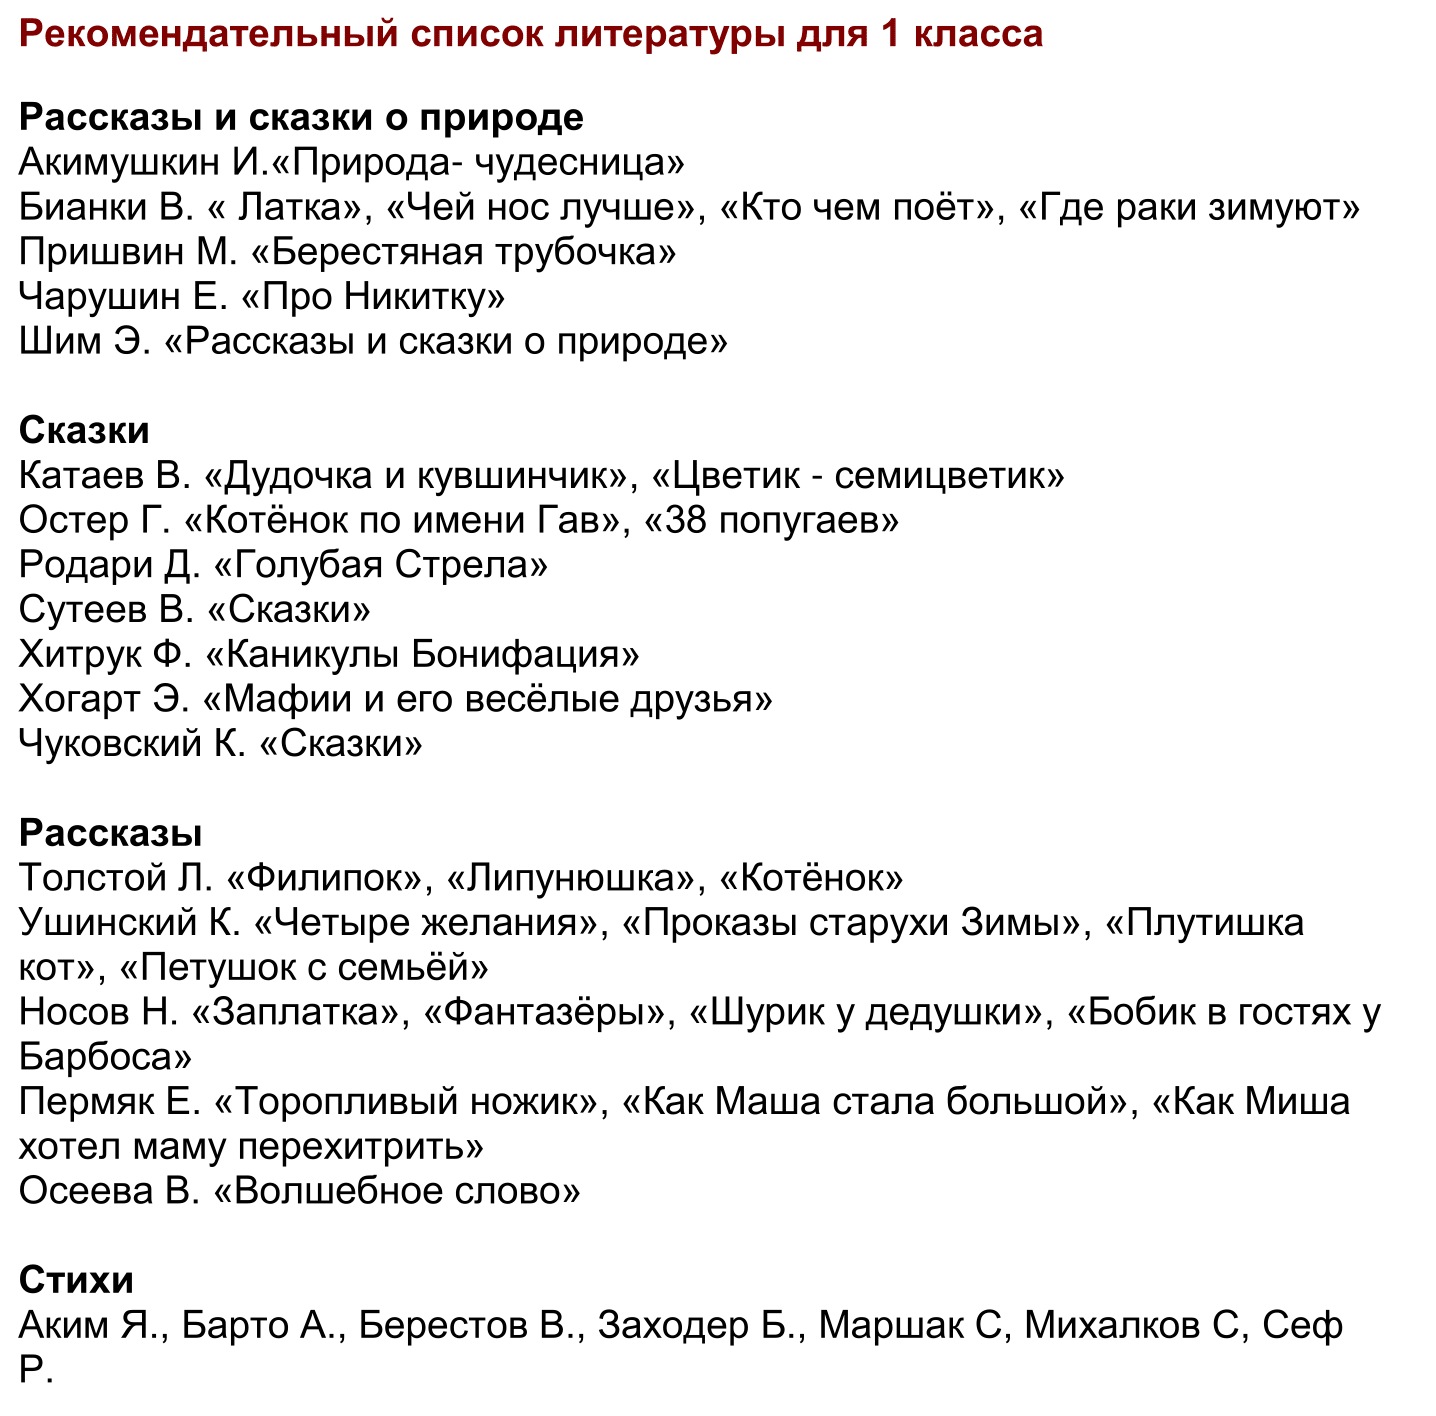 Рекомендательный список литературы для 1 класса
Рассказы и сказки о природе
Акимушкин И.«Природа- чудесница»
Бианки В. « Латка», «Чей нос лучше», «Кто чем поёт», «Где раки зимуют»
Пришвин М. «Берестяная трубочка»
Чарушин Е. «Про Никитку»
Шим Э. «Рассказы и сказки о природе»
Сказки
Катаев В. «Дудочка и кувшинчик», «Цветик - семицветик»
Остер Г. «Котёнок по имени Гав», «38 попугаев»
Родари Д. «Голубая Стрела»
Сутеев В. «Сказки»
Хитрук Ф. «Каникулы Бонифация»
Хогарт Э. «Мафии и его весёлые друзья»
Чуковский К. «Сказки»
Рассказы
Толстой Л. «Филипок», «Липунюшка», «Котёнок»
Ушинский К. «Четыре желания», «Проказы старухи Зимы», «Плутишка
кот», «Петушок с семьёй»
Носов Н. «Заплатка», «Фантазёры», «Шурик у дедушки», «Бобик в гостях у
Барбоса»
Пермяк Е. «Торопливый ножик», «Как Маша стала большой», «Как Миша
хотел маму перехитрить»
Осеева В. «Волшебное слово»
Стихи
Аким Я., Барто А., Берестов В., Заходер Б., Маршак С, Михалков С, Сеф
Р.